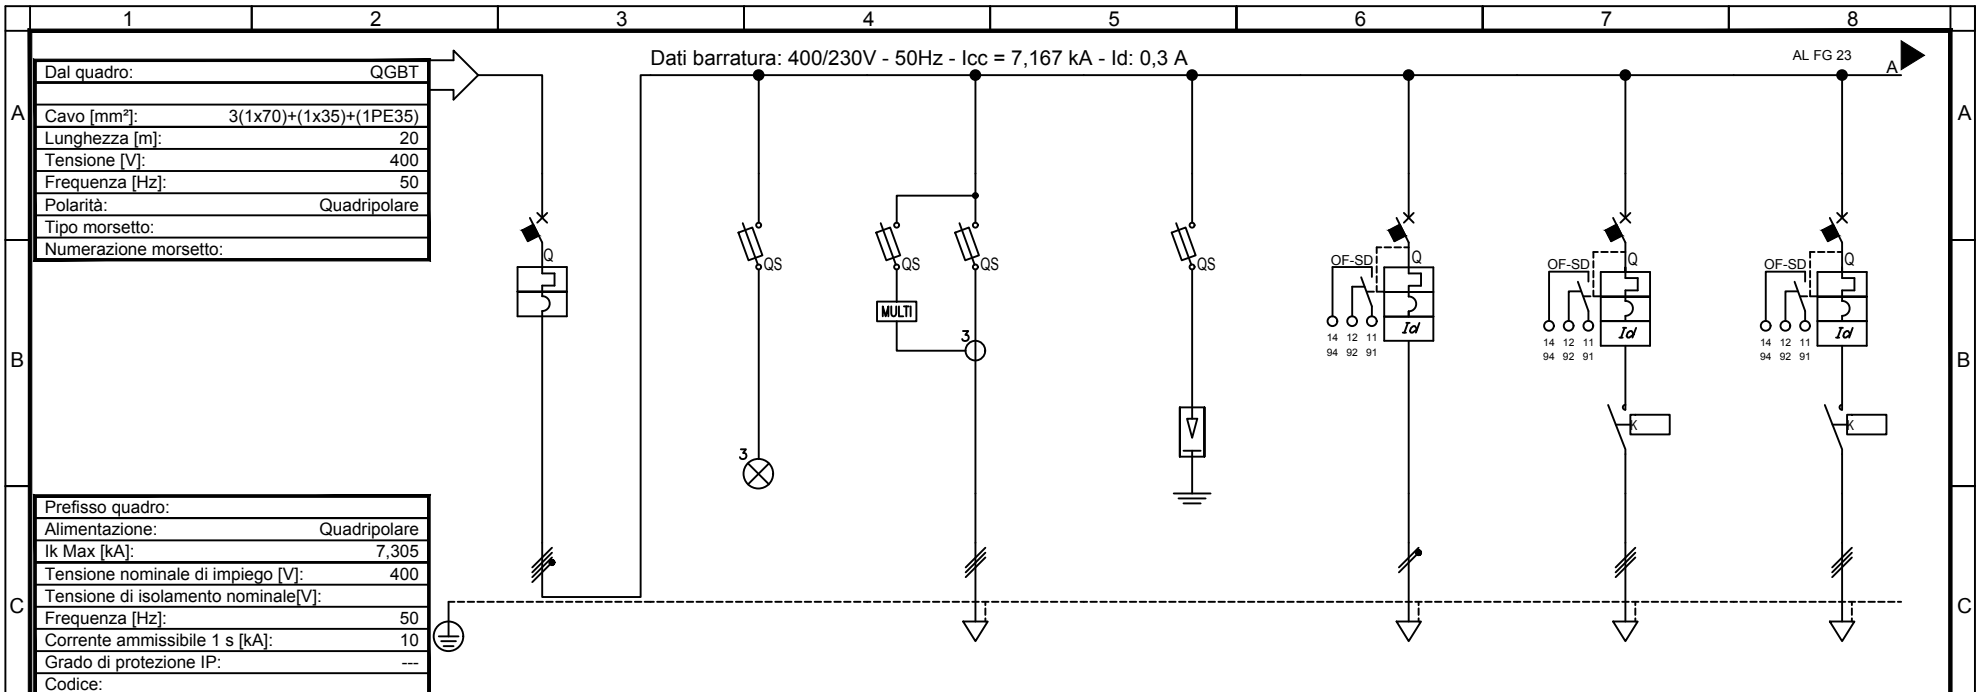 1 2 3 4 5 6 7 8
Dati barratura: 400/230V - 50Hz - Icc = 7,167 kA - Id: 0,3 A
AL FG 23
A
A A
Dal quadro: QGBT
Cavo [mm²]: 3(1x70)+(1x35)+(1PE35)
Lunghezza [m]: 20
Tensione [V]: 400
Frequenza [Hz]: 50
Polarità: Quadripolare
Tipo morsetto:
Numerazione morsetto:
Q QS QS QS QS
OF-SD Q OF-SD Q OF-SD Q
MULTI
Id Id Id
14 12 11 14 12 11 14 12 11
94 92 91 94 92 91 94 92 91
3
B B
K K
3
Prefisso quadro:
Alimentazione: Quadripolare
Ik Max [kA]: 7,305
Tensione nominale di impiego [V]: 400
Tensione di isolamento nominale[V]:
Frequenza [Hz]: 50
Corrente ammissibile 1 s [kA]: 10
Grado di protezione IP: ---
Codice:
C C